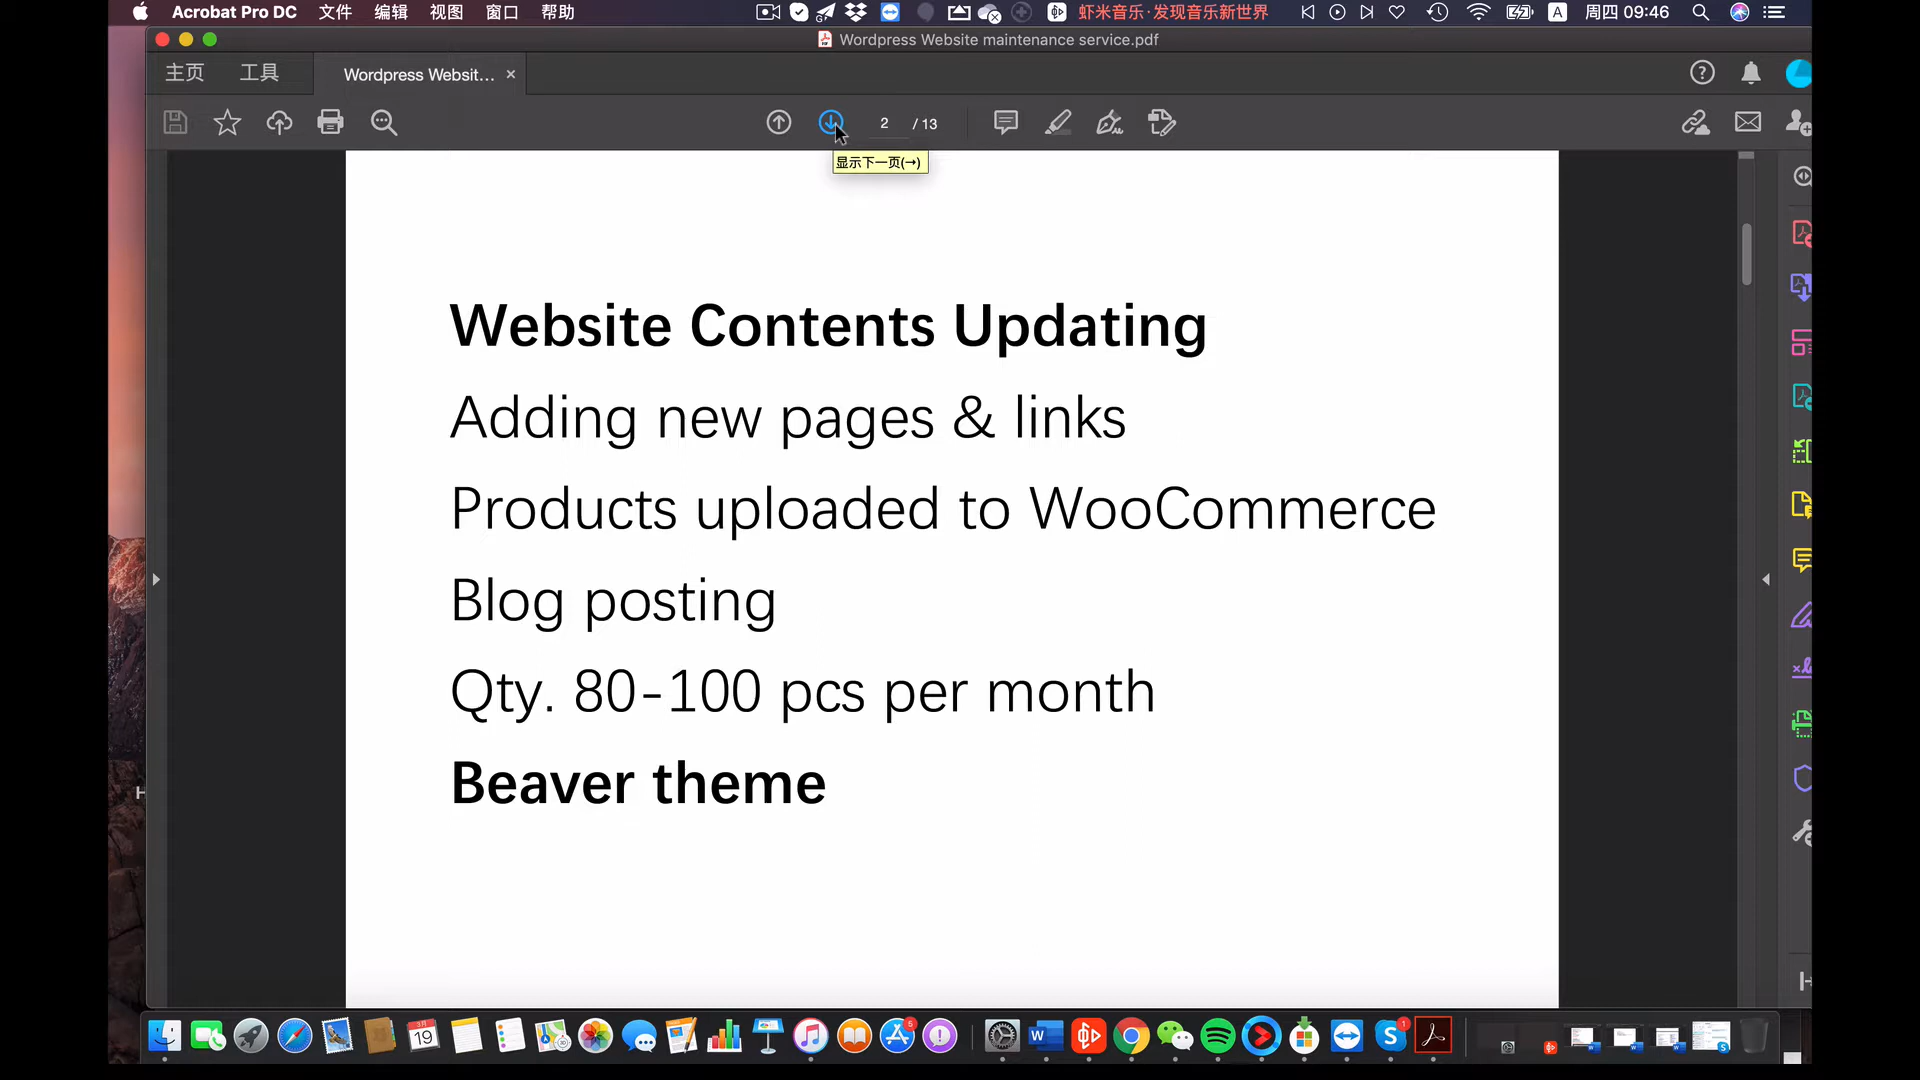 Acrobat Pro DC 文件 编辑 视图 窗口 帮助 虾米音乐·发现音乐新世界 A 周四 09:46
Wordpress Website maintenance service.pdf
主页 工具 Wordpress Websit... ×
2 / 13
显示下一页(→)
Website Contents Updating
Adding new pages & links
Products uploaded to WooCommerce
Blog posting
Qty. 80-100 pcs per month
Beaver theme
19